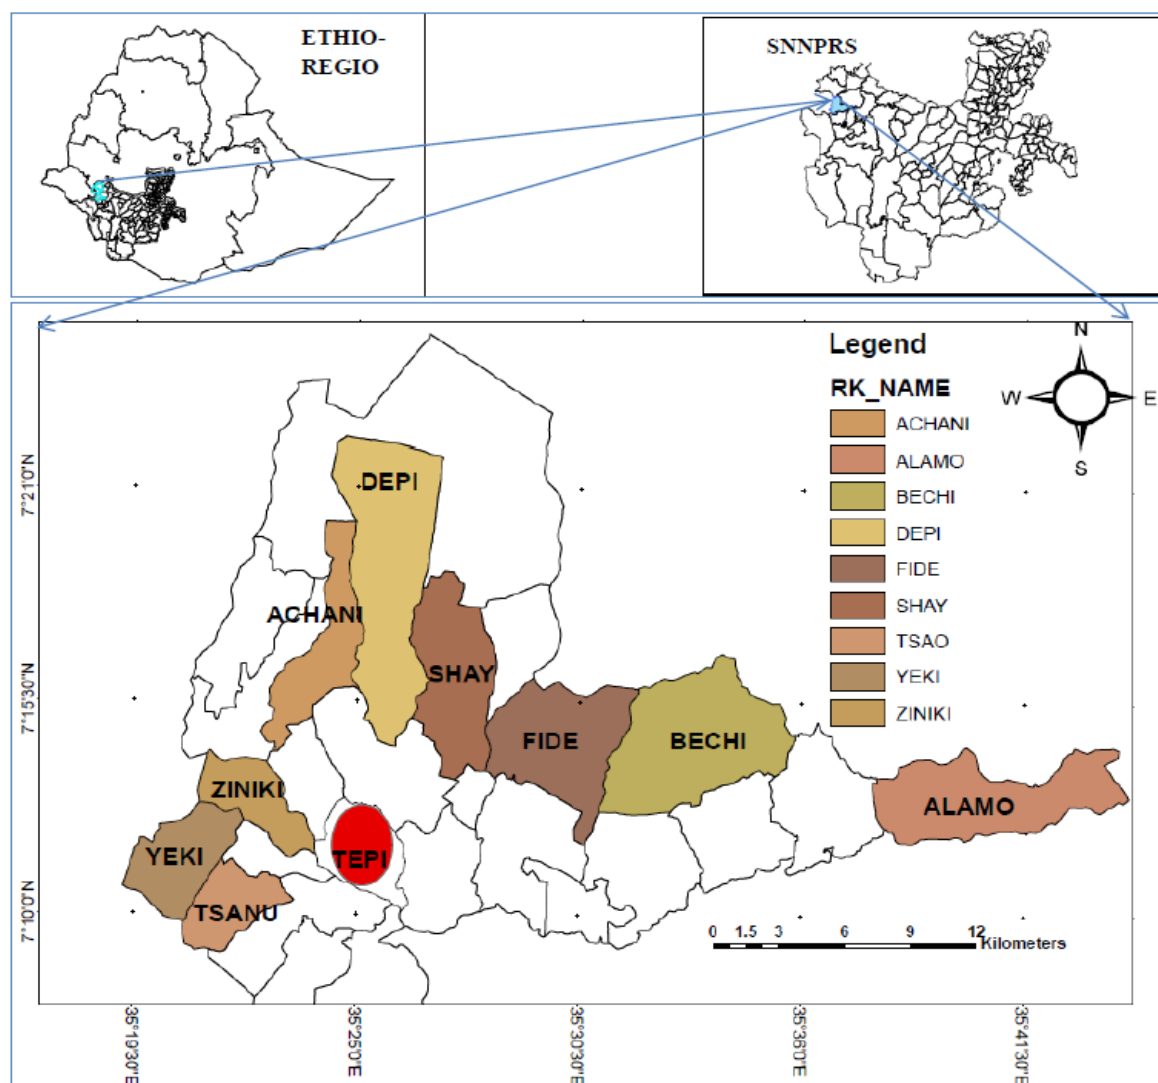 ETHIO-
REGIO
SNNPRS
Legend
RK_NAME
ACHANI
ALAMO
BECHI
DEPI
FIDE
SHAY
TSAO
YEKI
ZINIKI
N
W
E
S
DEPI
ACHANI
SHAY
FIDE
BECHI
ZINIKI
ALAMO
YEKI
TEPI
TSANU
0 1.5 3 6 9 12
Kilometers
7°21'0"N
7°15'30"N
7°10'0"N
35°19'30"E
35°25'0"E
35°30'30"E
35°36'0"E
35°41'30"E